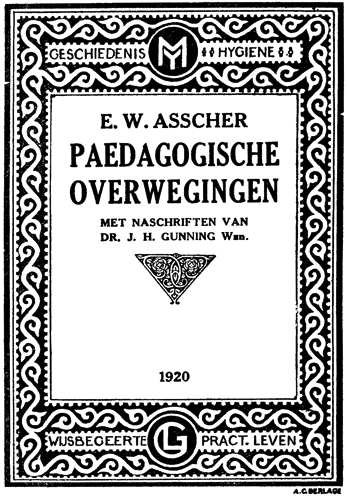 GESCHIEDENIS M HYGIENE
E. W. ASSCHER
PAEDAGOGISCHE
OVERWEGINGEN
MET NASCHRIFTEN VAN
DR. J. H. GUNNING Wzn.
1920
WIJSBEGEERTE G PRACT. LEVEN
A.C. BERLAGE